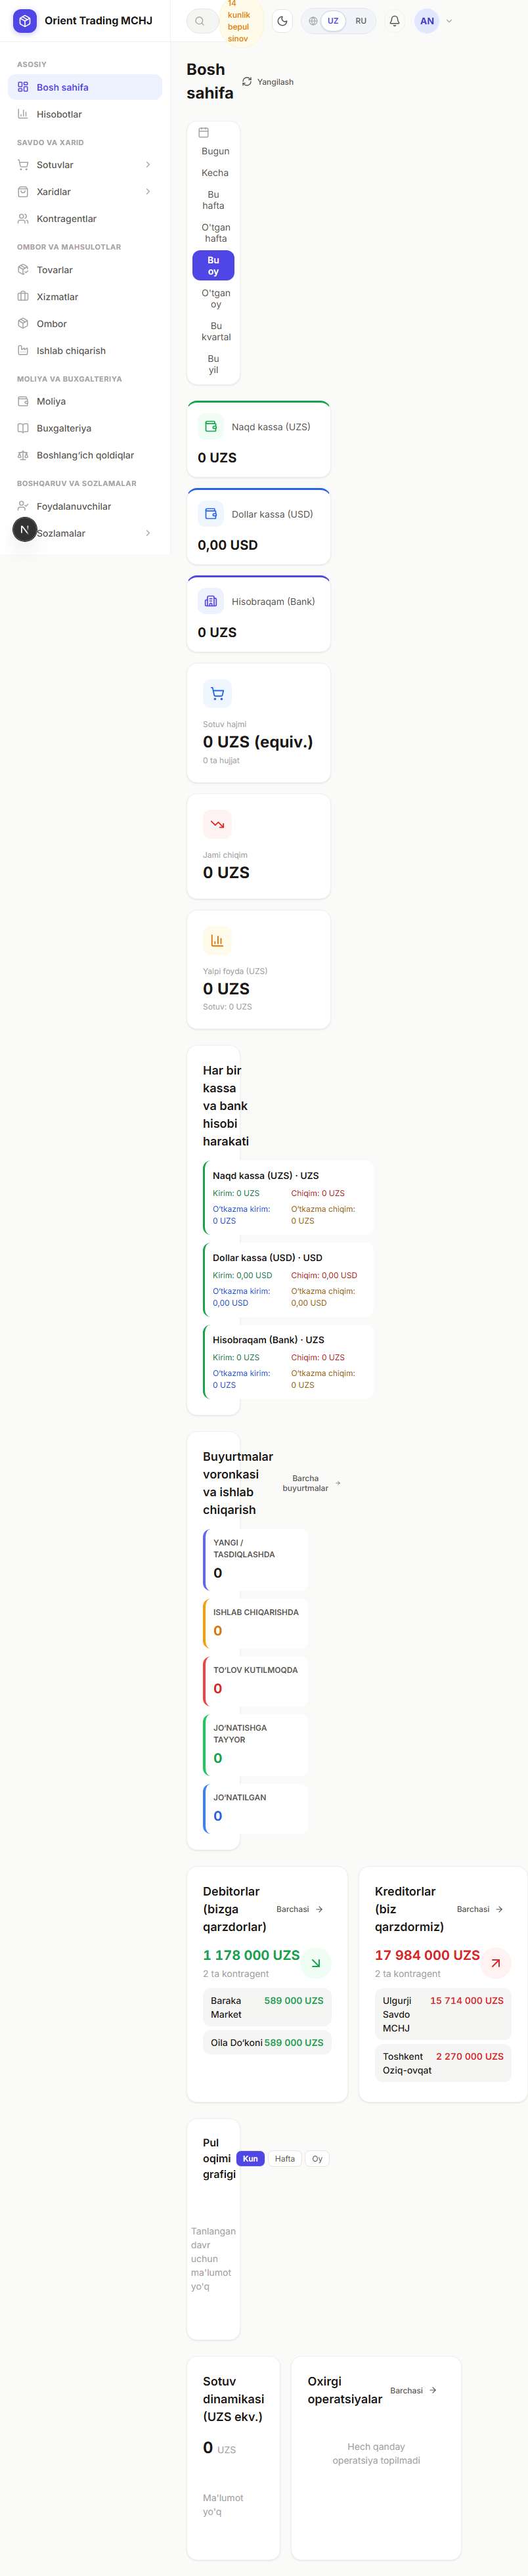 Orient Trading MCHJ
14
kunlik
bepul
sinov
UZ
RU
AN
ASOSIY
Bosh sahifa
Hisobotlar
SAVDO VA XARID
Sotuvlar
Xaridlar
Kontragentlar
OMBOR VA MAHSULOTLAR
Tovarlar
Xizmatlar
Ombor
Ishlab chiqarish
MOLIYA VA BUXGALTERIYA
Moliya
Buxgalteriya
Boshlang'ich qoldiqlar
BOSHQARUV VA SOZLAMALAR
Foydalanuvchilar
N
Sozlamalar
Bosh
sahifa
Yangilash
Bugun
Kecha
Bu
hafta
O'tgan
hafta
Bu
oy
O'tgan
oy
Bu
kvartal
Bu
yil
Naqd kassa (UZS)
0 UZS
Dollar kassa (USD)
0,00 USD
Hisobraqam (Bank)
0 UZS
Sotuv hajmi
0 UZS (equiv.)
0 ta hujjat
Jami chiqim
0 UZS
Yalpi foyda (UZS)
0 UZS
Sotuv: 0 UZS
Har bir
kassa
va bank
hisobi
harakati
Naqd kassa (UZS) · UZS
Kirim: 0 UZS Chiqim: 0 UZS
O'tkazma kirim: O'tkazma chiqim:
0 UZS 0 UZS
Dollar kassa (USD) · USD
Kirim: 0,00 USD Chiqim: 0,00 USD
O'tkazma kirim: O'tkazma chiqim:
0,00 USD 0,00 USD
Hisobraqam (Bank) · UZS
Kirim: 0 UZS Chiqim: 0 UZS
O'tkazma kirim: O'tkazma chiqim:
0 UZS 0 UZS
Buyurtmalar
voronkasi
va ishlab
chiqarish
Barcha
buyurtmalar →
YANGI /
TASDIQLASHDA
0
ISHLAB CHIQARISHDA
0
TO'LOV KUTILMOQDA
0
JO'NATISHGA
TAYYOR
0
JO'NATILGAN
0
Debitorlar
(bizga
qarzdorlar)
Barchasi →
1 178 000 UZS
2 ta kontragent
Baraka
Market
589 000 UZS
Oila Do'koni 589 000 UZS
Kreditorlar
(biz
qarzdormiz)
Barchasi →
17 984 000 UZS
2 ta kontragent
Ulgurji
Savdo
MCHJ
15 714 000 UZS
Toshkent
Oziq-ovqat
2 270 000 UZS
Pul
oqimi
grafigi
Kun
Hafta
Oy
Tanlangan
davr
uchun
ma'lumot
yo'q
Sotuv
dinamikasi
(UZS ekv.)
0 UZS
Ma'lumot
yo'q
Oxirgi
operatsiyalar
Barchasi →
Hech qanday
operatsiya topilmadi